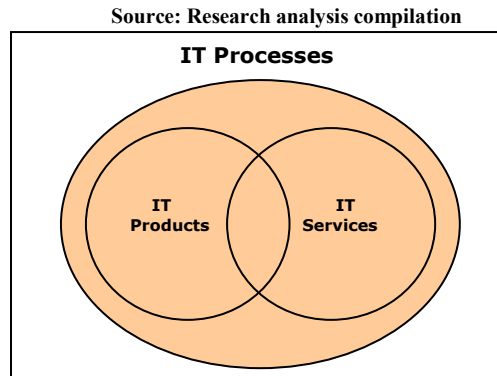 Source: Research analysis compilation
IT Processes
IT
Products
IT
Services